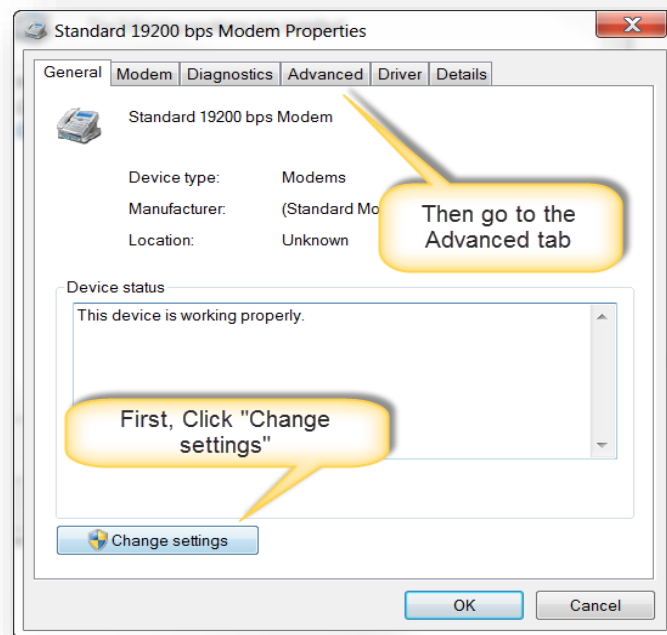 Standard 19200 bps Modem Properties
General Modem Diagnostics Advanced Driver Details
Standard 19200 bps Modem
Device type: Modems
Manufacturer: (Standard Mo
Location: Unknown
Then go to the
Advanced tab
Device status
This device is working properly.
First, Click "Change
settings"
Change settings
OK Cancel